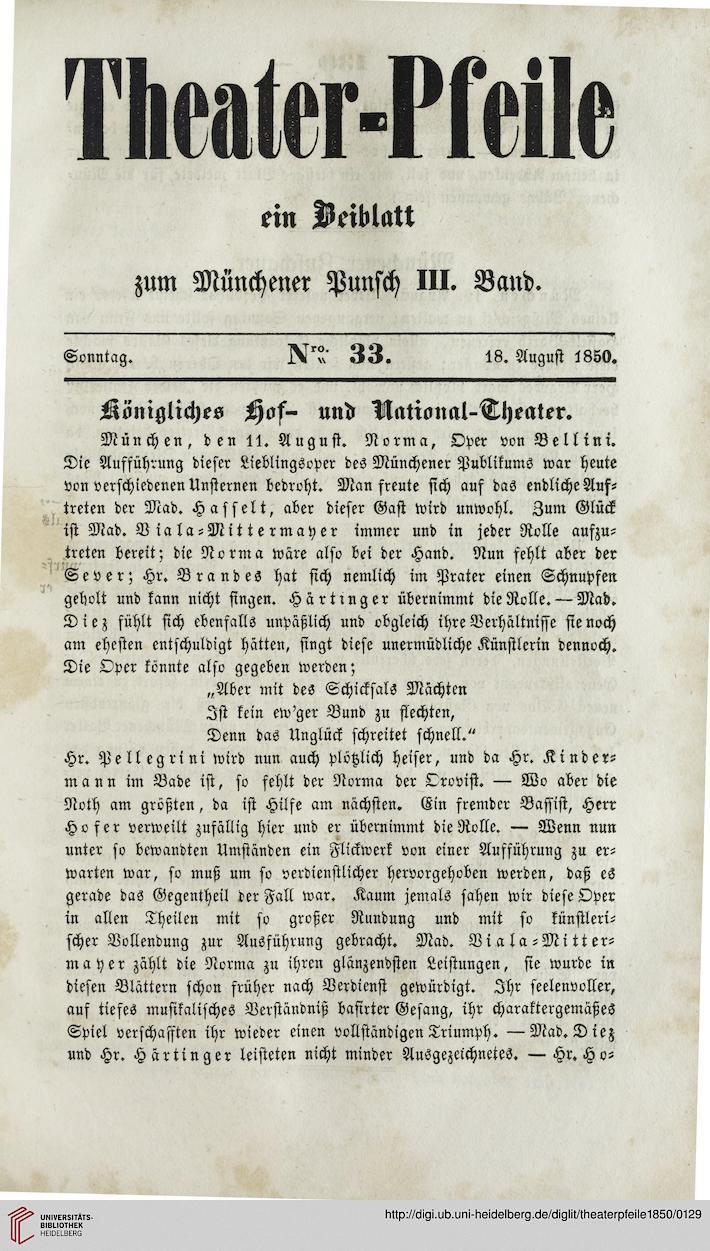 Theater-Pfeile
ein Beiblatt
zum Münchener Punsch III. Band.
Sonntag. Nro. 33. 18. August 1850.
Königliches Hof- und National-Theater.
München, den 11. August. Norma, Oper von Bellini.
Die Aufführung dieser Lieblingsoper des Münchener Publikums war heute
von verschiedenen Unsternen bedroht. Man freute sich auf das endliche Auf-
treten der Mad. Hasselt, aber dieser Gast wird unwohl. Zum Glück
ist Mad. Viala-Mittermayer immer und in jeder Rolle aufzu-
treten bereit; die Norma wäre also bei der Hand. Nun fehlt aber der
Sever; Hr. Brandes hat sich nemlich im Prater einen Schnupfen
geholt und kann nicht singen. Härtinger übernimmt die Rolle. — Mad.
Diez fühlt sich ebenfalls unpäßlich und obgleich ihre Verhältnisse sie noch
am ehesten entschuldigt hätten, singt diese unermüdliche Künstlerin dennoch.
Die Oper könnte also gegeben werden;
„Aber mit des Schicksals Mächten
Ist kein ew'ger Bund zu flechten,
Denn das Unglück schreitet schnell."
Hr. Pellegrini wird nun auch plötzlich heiser, und da Hr. Kinder-
mann im Bade ist, so fehlt der Norma der Orovist. — Wo aber die
Noth am größten, da ist Hilfe am nächsten. Ein fremder Bassist, Herr
Hofer verweilt zufällig hier und er übernimmt die Rolle. — Wenn nun
unter so bewandten Umständen ein Flickwerk von einer Aufführung zu er-
warten war, so muß um so verdienstlicher hervorgehoben werden, daß es
gerade das Gegentheil der Fall war. Kaum jemals sahen wir diese Oper
in allen Theilen mit so großer Rundung und mit so künstleri-
scher Vollendung zur Ausführung gebracht. Mad. Viala-Mitter-
mayer zählt die Norma zu ihren glänzendsten Leistungen, sie wurde in
diesen Blättern schon früher nach Verdienst gewürdigt. Ihr seelenvoller,
auf tiefes musikalisches Verständniß basirter Gesang, ihr charaktergemäßes
Spiel verschafften ihr wieder einen vollständigen Triumph. — Mad. Diez
und Hr. Härtinger leisteten nicht minder Ausgezeichnetes. — Hr. Ho-
UNIVERSITÄTS-
BIBLIOTHEK
HEIDELBERG
http://digi.ub.uni-heidelberg.de/diglit/theaterpfeile1850/0129